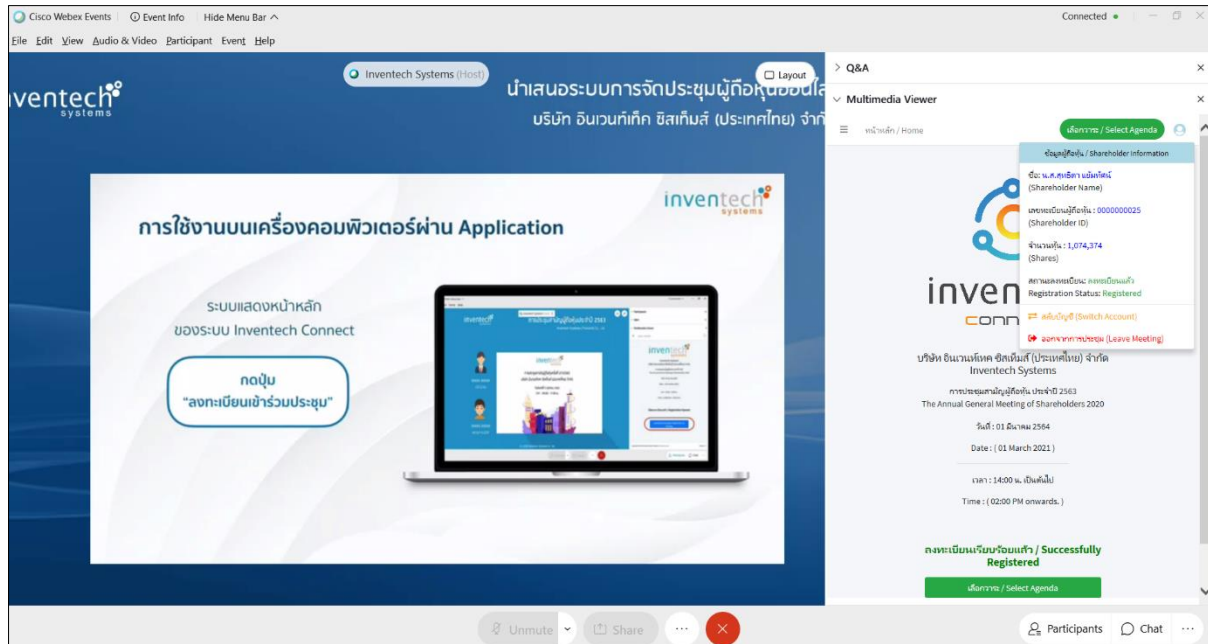 Cisco Webex Events
Event Info
Hide Menu Bar
Connected
File Edit View Audio & Video Participant Event Help
Inventech Systems (Host)
Layout
inventech
systems
นำเสนอระบบการจัดประชุมผู้ถือหุ้นออนไล
บริษัท อินเวนท์เท็ค ซิสเท็มส์ (ประเทศไทย) จำกั
inventech
systems
การใช้งานบนเครื่องคอมพิวเตอร์ผ่าน Application
ระบบแสดงหน้าหลัก
ของระบบ Inventech Connect
กดปุ่ม
“ลงทะเบียนเข้าร่วมประชุม”
Q&A
Multimedia Viewer
หน้าหลัก / Home
เลือกวาระ / Select Agenda
ข้อมูลผู้ถือหุ้น / Shareholder Information
ชื่อ: น.ส.สุทธิดา แย้มทัศน์
(Shareholder Name)
เลขทะเบียนผู้ถือหุ้น : 0000000025
(Shareholder ID)
จำนวนหุ้น : 1,074,374
(Shares)
สถานะลงทะเบียน: ลงทะเบียนแล้ว
Registration Status: Registered
สลับบัญชี (Switch Account)
ออกจากการประชุม (Leave Meeting)
inven
conn
บริษัท อินเวนท์เทค ซิสเท็มส์ (ประเทศไทย) จำกัด
Inventech Systems
การประชุมสามัญผู้ถือหุ้น ประจำปี 2563
The Annual General Meeting of Shareholders 2020
วันที่ : 01 มีนาคม 2564
Date : ( 01 March 2021 )
เวลา : 14:00 น. เป็นต้นไป
Time : ( 02:00 PM onwards. )
ลงทะเบียนเรียบร้อยแล้ว / Successfully
Registered
เลือกวาระ / Select Agenda
Unmute
Share
Participants
Chat